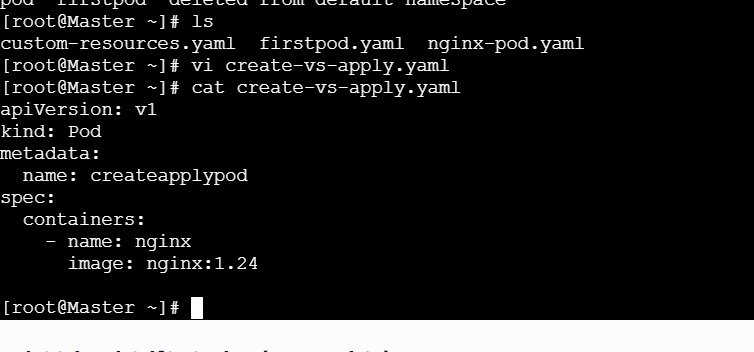 pod "firstpod" deleted from default namespace
[root@Master ~]# ls
custom-resources.yaml  firstpod.yaml  nginx-pod.yaml
[root@Master ~]# vi create-vs-apply.yaml
[root@Master ~]# cat create-vs-apply.yaml
apiVersion: v1
kind: Pod
metadata:
  name: createapplypod
spec:
  containers:
    - name: nginx
      image: nginx:1.24
[root@Master ~]#